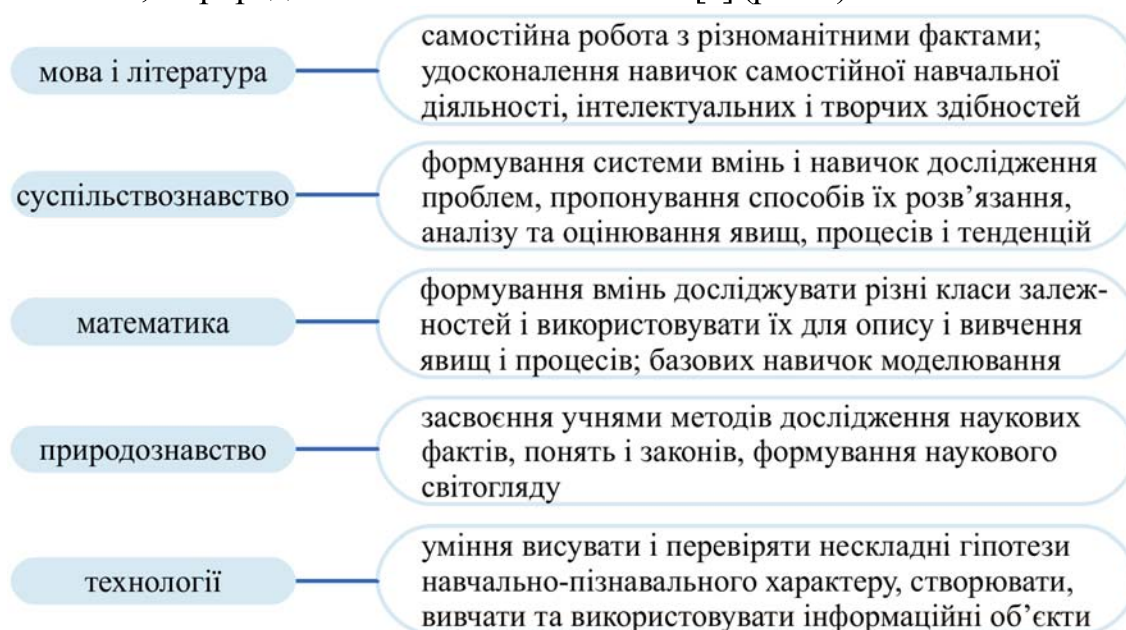 мова і література
самостійна робота з різноманітними фактами;
удосконалення навичок самостійної навчальної
діяльності, інтелектуальних і творчих здібностей
суспільствознавство
формування системи вмінь і навичок дослідження
проблем, пропонування способів їх розв’язання,
аналізу та оцінювання явищ, процесів і тенденцій
математика
формування вмінь досліджувати різні класи залеж-
ностей і використовувати їх для опису і вивчення
явищ і процесів; базових навичок моделювання
природознавство
засвоєння учнями методів дослідження наукових
фактів, понять і законів, формування наукового
світогляду
технології
уміння висувати і перевіряти нескладні гіпотези
навчально-пізнавального характеру, створювати,
вивчати та використовувати інформаційні об’єкти